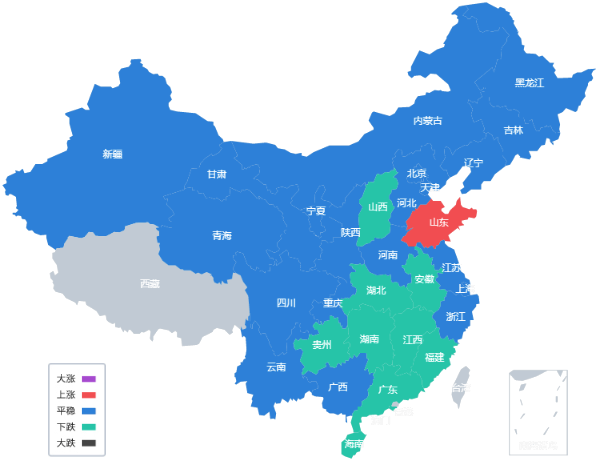 黑龙江
内蒙古
吉林
新疆
辽宁
甘肃
北京
天津
宁夏
山西
河北
山东
青海
陕西
河南
江苏
安徽
西藏
湖北
上海
四川
重庆
浙江
湖南
江西
贵州
福建
云南
广西
广东
台湾
海南
大涨
上涨
平稳
下跌
大跌